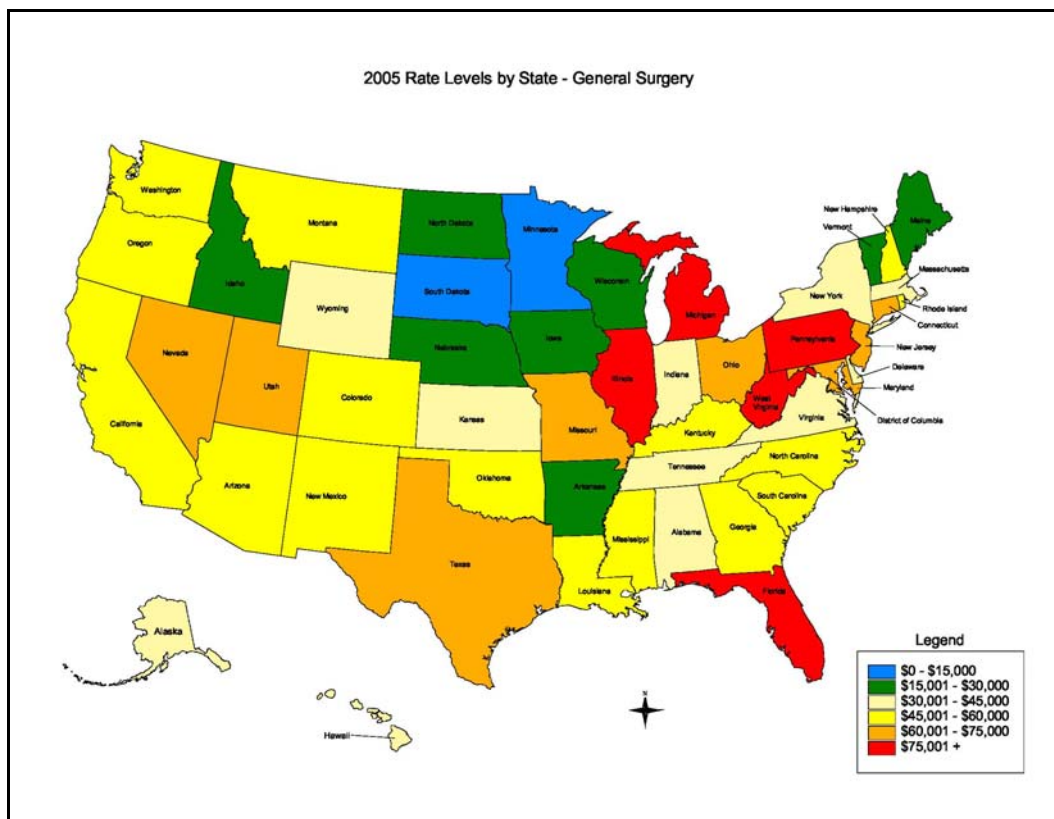 2005 Rate Levels by State - General Surgery
Washington
Montana
North Dakota
Minnesota
New Hampshire
Vermont
Maine
Oregon
Idaho
Wisconsin
Massachusetts
South Dakota
Wyoming
Michigan
New York
Rhode Island
Connecticut
Pennsylvania
New Jersey
Nebraska
Iowa
Nevada
Utah
Colorado
Illinois
Indiana
Ohio
Delaware
Maryland
West
Virginia
Virginia
District of Columbia
California
Kansas
Missouri
Kentucky
North Carolina
Tennessee
Arizona
New Mexico
Oklahoma
Arkansas
South Carolina
Mississippi
Alabama
Georgia
Texas
Louisiana
Florida
Alaska
Hawaii
N
Legend
$0 - $15,000
$15,001 - $30,000
$30,001 - $45,000
$45,001 - $60,000
$60,001 - $75,000
$75,001 +